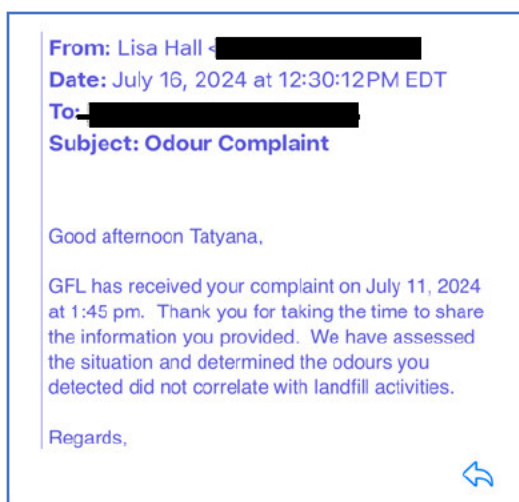 From: Lisa Hall <
Date: July 16, 2024 at 12:30:12 PM EDT
To:
Subject: Odour Complaint
Good afternoon Tatyana,
GFL has received your complaint on July 11, 2024
at 1:45 pm. Thank you for taking the time to share
the information you provided. We have assessed
the situation and determined the odours you
detected did not correlate with landfill activities.
Regards,